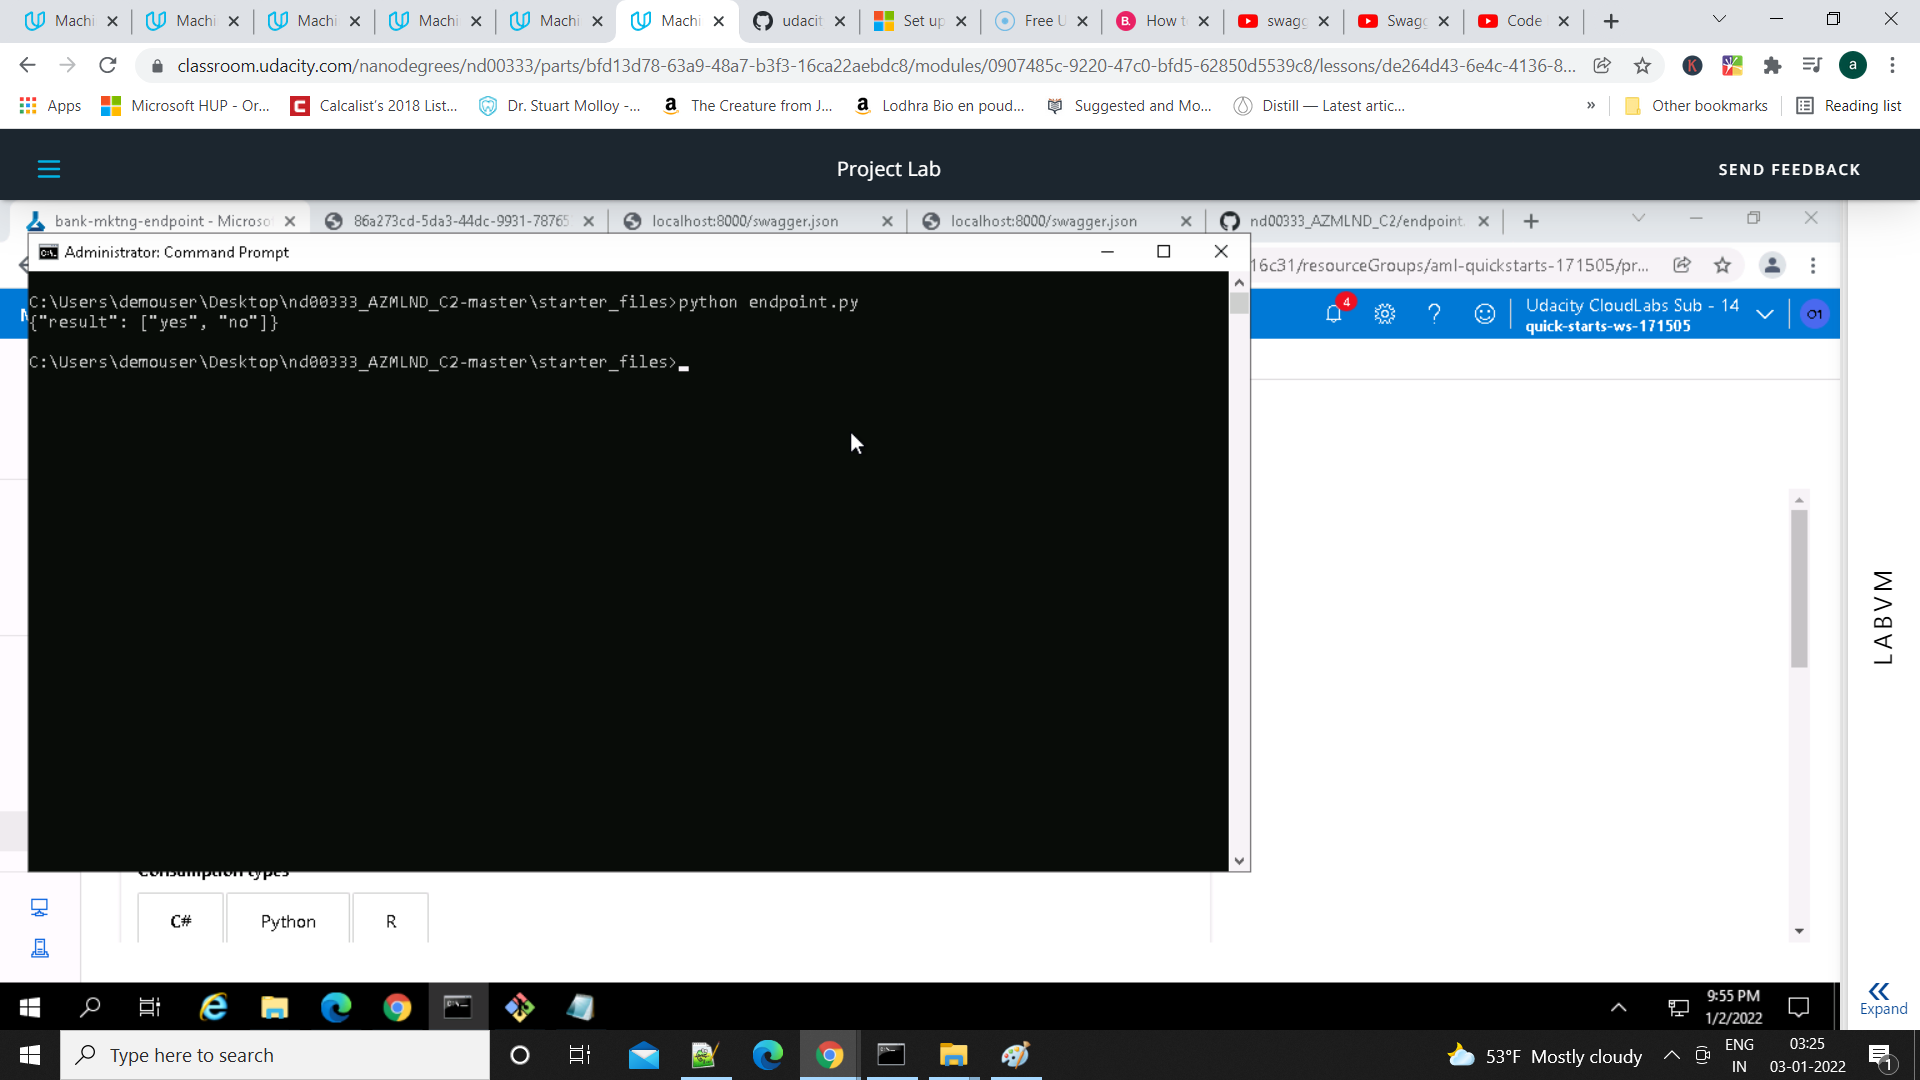 Machi
Machi
Machi
Machi
Machi
Machi
udacit
Set up
Free U
B. How t
swagg
Swagg
Code
classroom.udacity.com/nanodegrees/nd00333/parts/bfd13d78-63a9-48a7-b3f3-16ca22aebdc8/modules/0907485c-9220-47c0-bfd5-62850d5539c8/lessons/de264d43-6e4c-4136-8...
K
a
Apps
Microsoft HUP - Or...
Calcalist's 2018 List...
Dr. Stuart Molloy -...
The Creature from J...
Lodhra Bio en poud...
Suggested and Mo...
Distill — Latest artic...
»
Other bookmarks
Reading list
Project Lab
SEND FEEDBACK
bank-mktng-endpoint - Microso
86a273cd-5da3-44dc-9931-78765
localhost:8000/swagger.json
localhost:8000/swagger.json
nd00333_AZMLND_C2/endpoint.
Administrator: Command Prompt
16c31/resourceGroups/aml-quickstarts-171505/pr...
C:\Users\demouser\Desktop\nd00333_AZMLND_C2-master\starter_files>python endpoint.py
{"result": ["yes", "no"]}
C:\Users\demouser\Desktop\nd00333_AZMLND_C2-master\starter_files>
4
Udacity CloudLabs Sub - 14
quick-starts-ws-171505
O1
LABVM
Consumption types
C#
Python
R
Expand
9:55 PM
1/2/2022
Type here to search
53°F Mostly cloudy
ENG
IN
03:25
03-01-2022
1